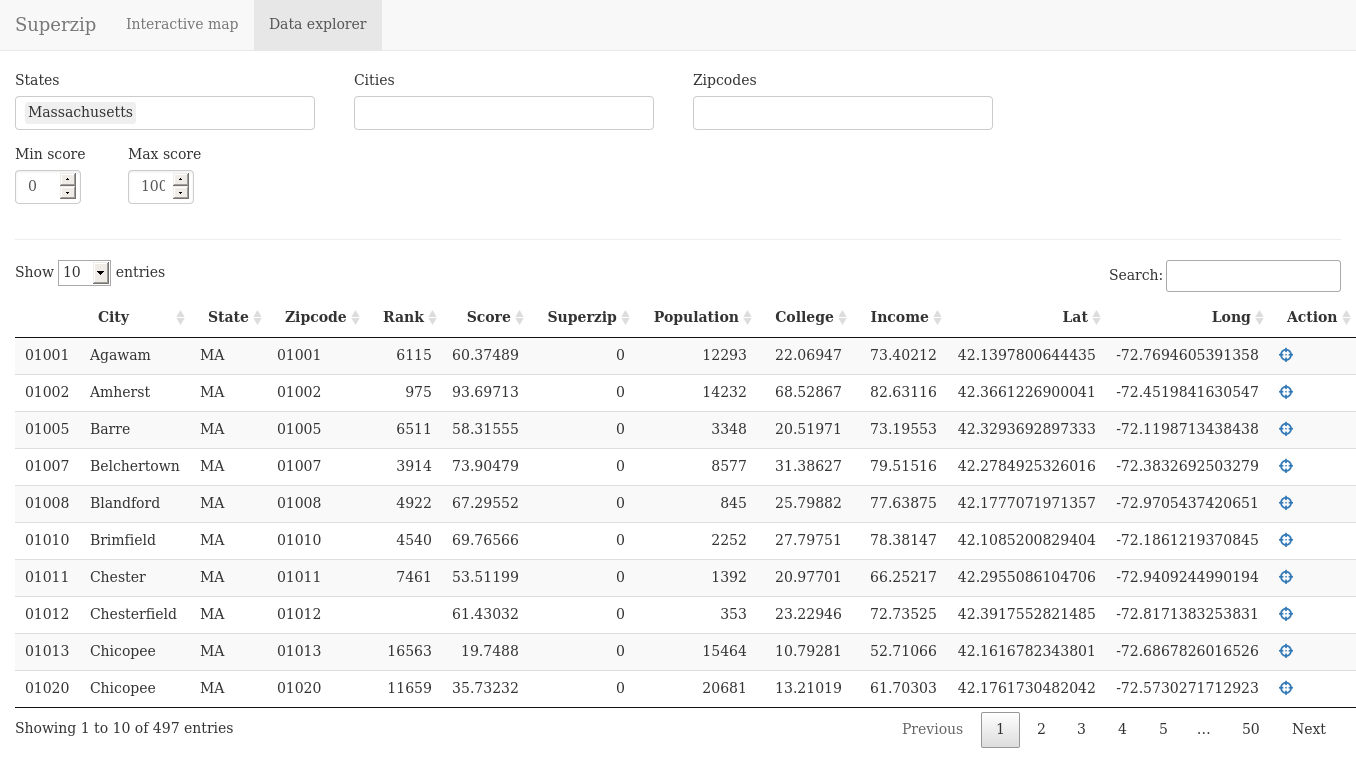 Superzip Interactive map Data explorer
States Cities Zipcodes
Massachusetts
Min score Max score
0 100
Show 10 entries Search:
City State Zipcode Rank Score Superzip Population College Income Lat Long Action
01001 Agawam MA 01001 6115 60.37489 0 12293 22.06947 73.40212 42.1397800644435 -72.7694605391358
01002 Amherst MA 01002 975 93.69713 0 14232 68.52867 82.63116 42.3661226900041 -72.4519841630547
01005 Barre MA 01005 6511 58.31555 0 3348 20.51971 73.19553 42.3293692897333 -72.1198713438438
01007 Belchertown MA 01007 3914 73.90479 0 8577 31.38627 79.51516 42.2784925326016 -72.3832692503279
01008 Blandford MA 01008 4922 67.29552 0 845 25.79882 77.63875 42.1777071971357 -72.9705437420651
01010 Brimfield MA 01010 4540 69.76566 0 2252 27.79751 78.38147 42.1085200829404 -72.1861219370845
01011 Chester MA 01011 7461 53.51199 0 1392 20.97701 66.25217 42.2955086104706 -72.9409244990194
01012 Chesterfield MA 01012 61.43032 0 353 23.22946 72.73525 42.3917552821485 -72.8171383253831
01013 Chicopee MA 01013 16563 19.7488 0 15464 10.79281 52.71066 42.1616782343801 -72.6867826016526
01020 Chicopee MA 01020 11659 35.73232 0 20681 13.21019 61.70303 42.1761730482042 -72.5730271712923
Showing 1 to 10 of 497 entries Previous 1 2 3 4 5 … 50 Next